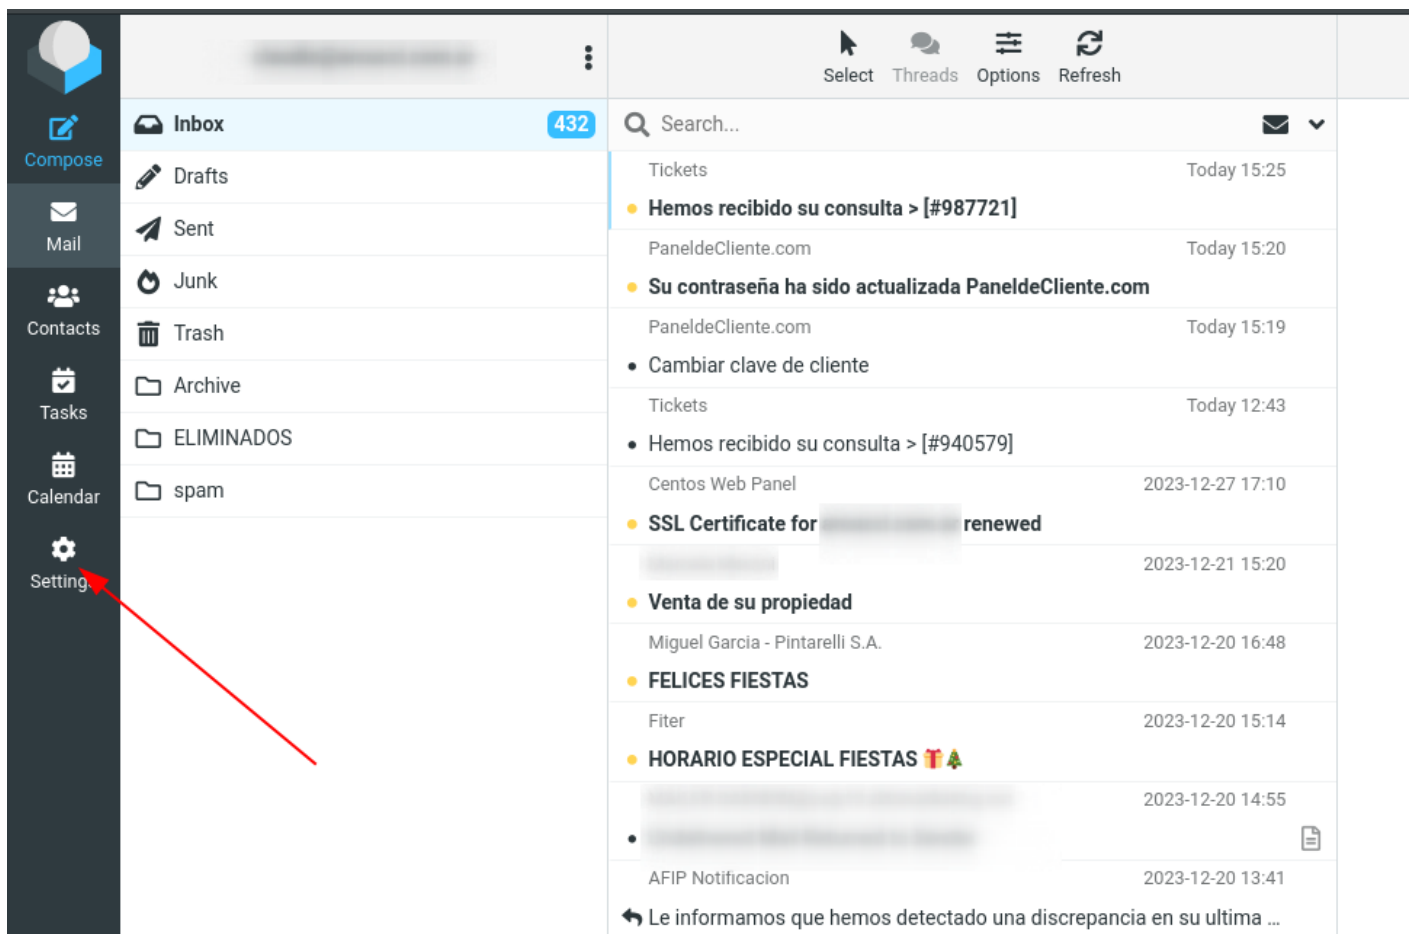 Compose
Mail
Contacts
Tasks
Calendar
Settings
Inbox 432
Drafts
Sent
Junk
Trash
Archive
ELIMINADOS
spam
Select Threads Options Refresh
Search...
Tickets Today 15:25
Hemos recibido su consulta > [#987721]
PaneldeCliente.com Today 15:20
Su contraseña ha sido actualizada PaneldeCliente.com
PaneldeCliente.com Today 15:19
Cambiar clave de cliente
Tickets Today 12:43
Hemos recibido su consulta > [#940579]
Centos Web Panel 2023-12-27 17:10
SSL Certificate for renewed
2023-12-21 15:20
Venta de su propiedad
Miguel Garcia - Pintarelli S.A. 2023-12-20 16:48
FELICES FIESTAS
Fiter 2023-12-20 15:14
HORARIO ESPECIAL FIESTAS 🎁🎄
2023-12-20 14:55
AFIP Notificacion 2023-12-20 13:41
Le informamos que hemos detectado una discrepancia en su ultima ...